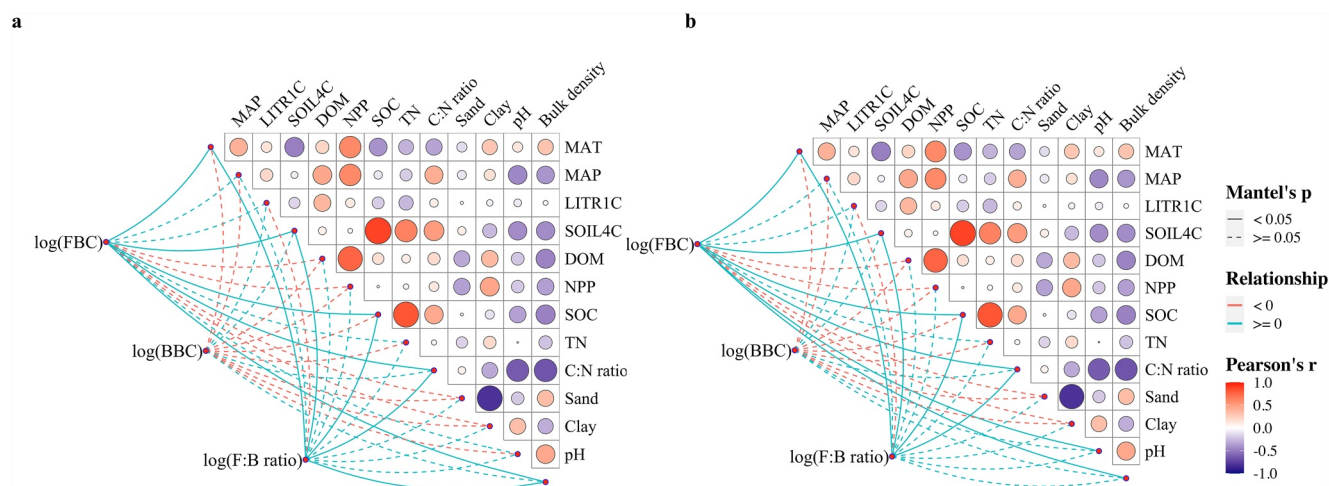 a
MAP
LITR1C
SOIL4C
DOM
NPP
SOC
TN
C:N ratio
Sand
Clay
pH
Bulk density
MAT
MAP
LITR1C
SOIL4C
DOM
NPP
SOC
TN
C:N ratio
Sand
Clay
pH
log(FBC)
log(BBC)
log(F:B ratio)
b
MAP
LITR1C
SOIL4C
DOM
NPP
SOC
TN
C:N ratio
Sand
Clay
pH
Bulk density
MAT
MAP
LITR1C
SOIL4C
DOM
NPP
SOC
TN
C:N ratio
Sand
Clay
pH
log(FBC)
log(BBC)
log(F:B ratio)
Mantel's p
< 0.05
>= 0.05
Relationship
< 0
>= 0
Pearson's r
1.0
0.5
0.0
-0.5
-1.0